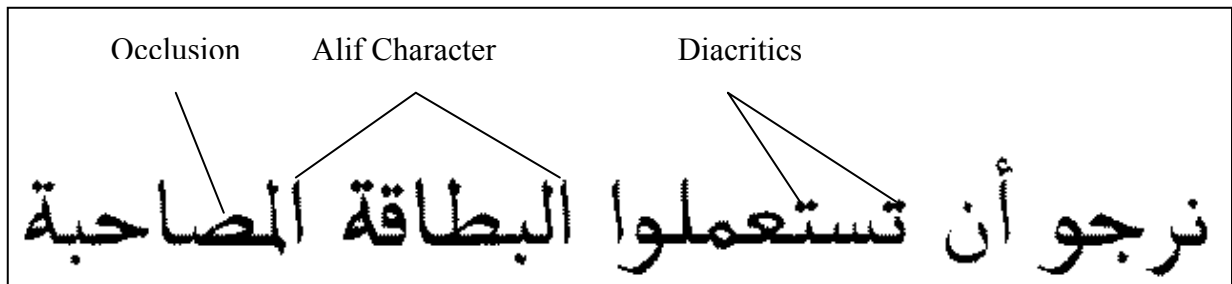 Occlusion Alif Character Diacritics
نرجو أن تستعملوا البطاقة المصاحبة